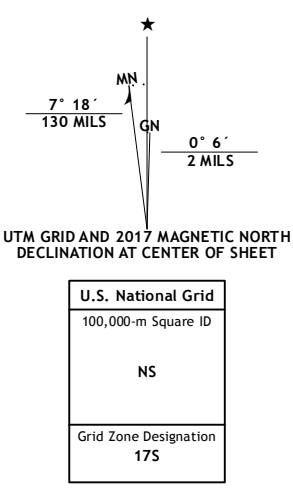 MN
7° 18´
130 MILS
GN
0° 6´
2 MILS
UTM GRID AND 2017 MAGNETIC NORTH
DECLINATION AT CENTER OF SHEET
U.S. National Grid
100,000-m Square ID
NS
Grid Zone Designation
17S